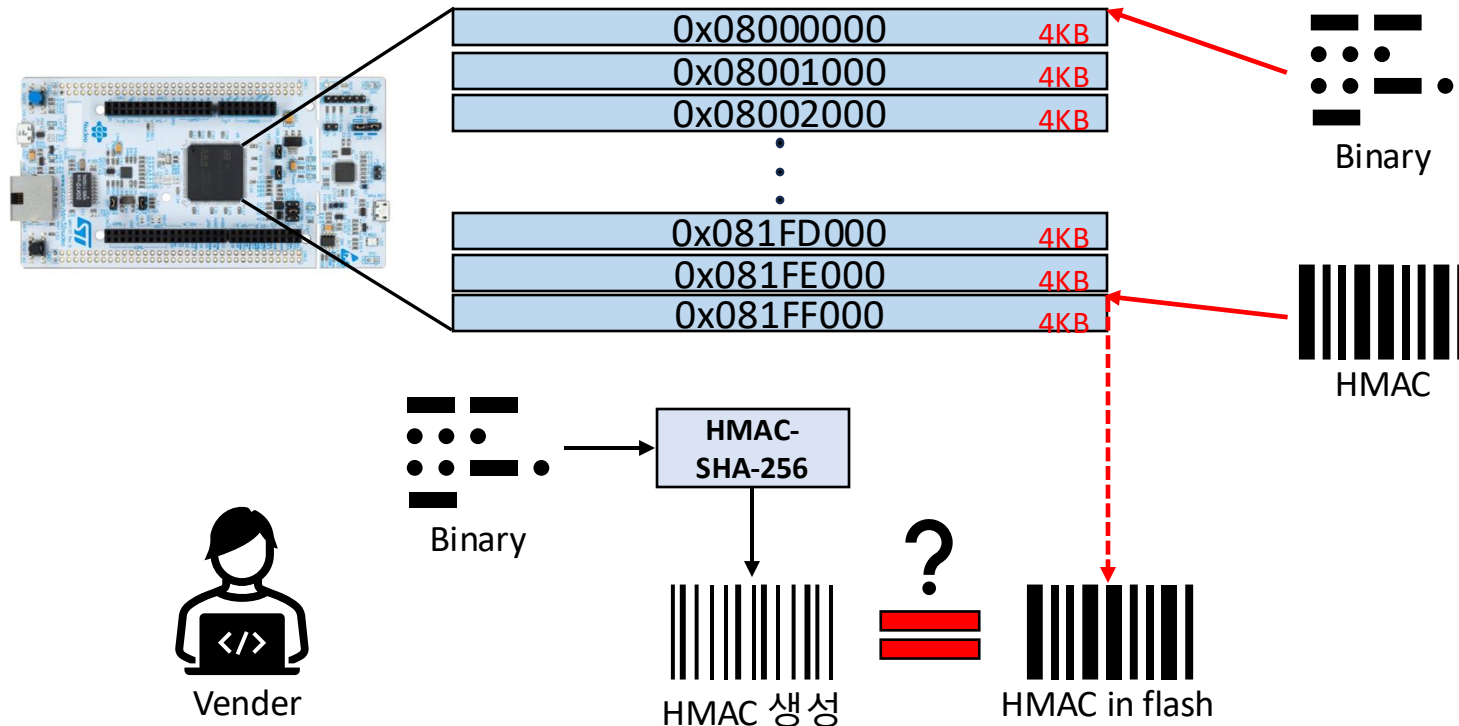 0x08000000 4KB
0x08001000 4KB
0x08002000 4KB
0x081FD000 4KB
0x081FE000 4KB
0x081FF000 4KB
Binary
HMAC
HMAC-
SHA-256
Binary
Vender
HMAC 생성
?
HMAC in flash